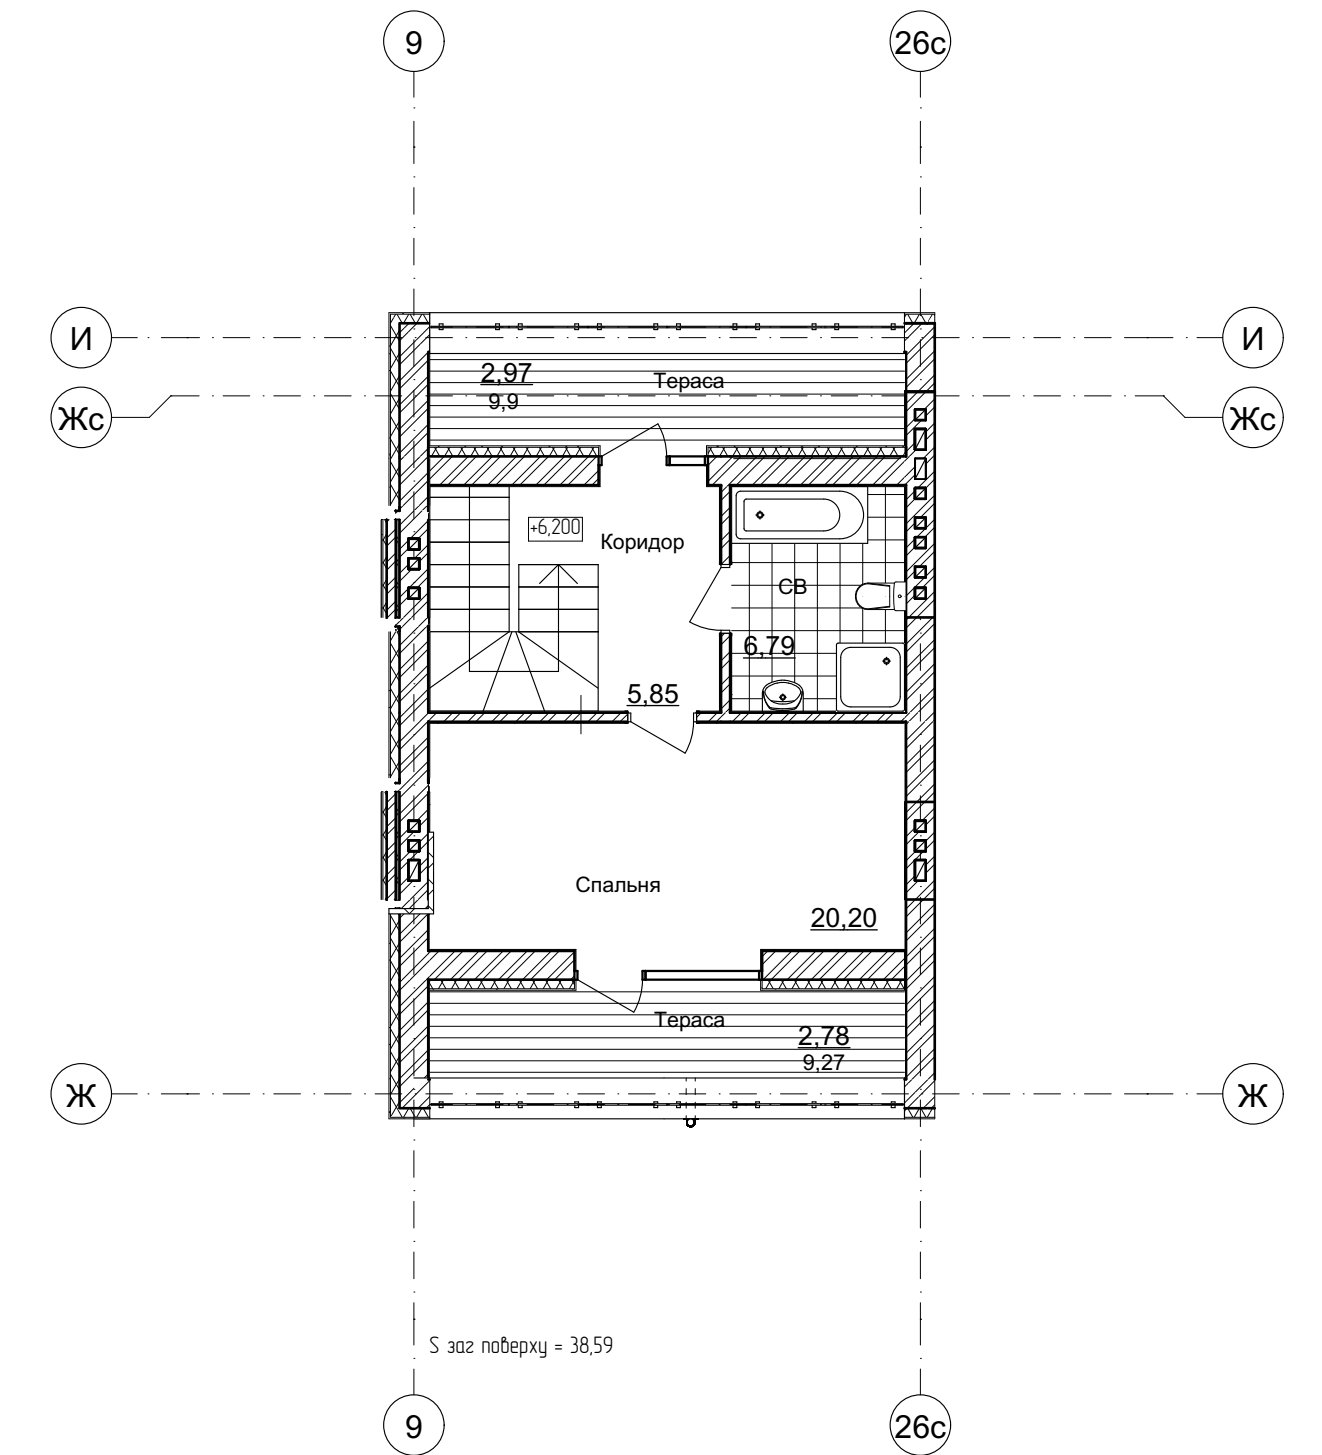 9
26с
И
И
Жс
Жс
2,97
9,9
Тераса
+6,200
Коридор
СВ
6,79
5,85
Спальня
20,20
Тераса
2,78
9,27
Ж
Ж
S заг поверху = 38,59
9
26с